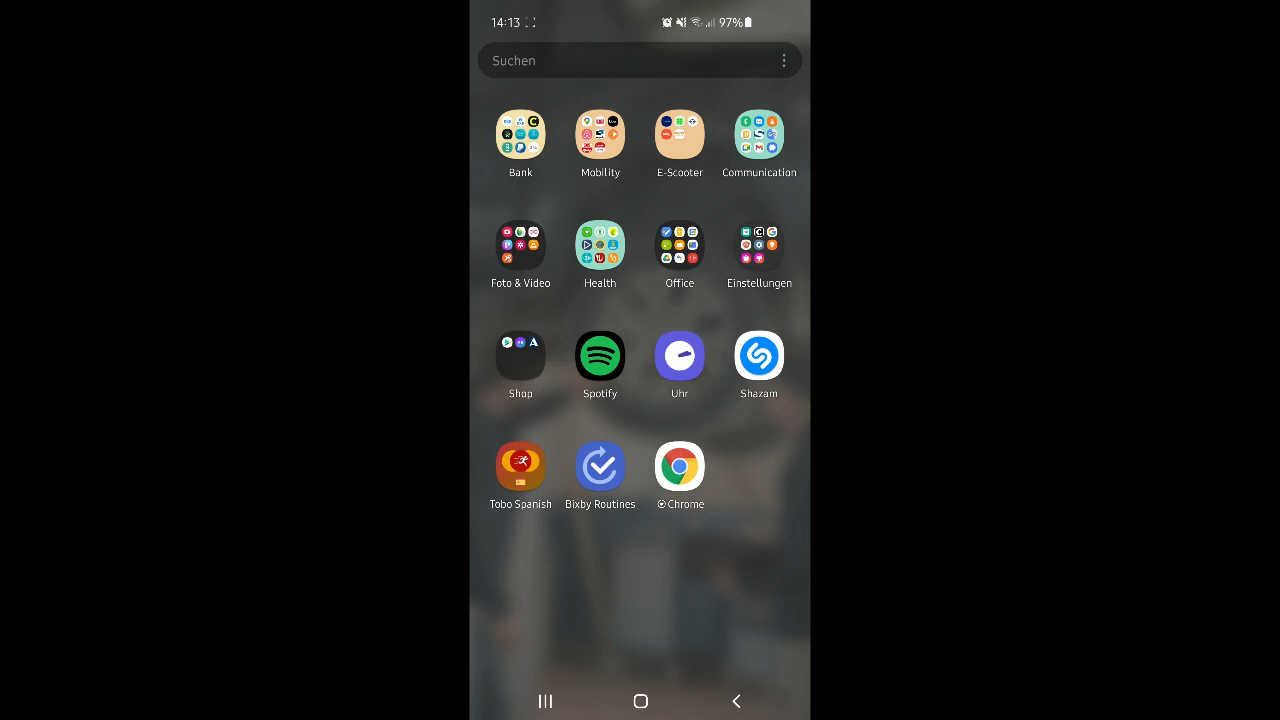 14:13
97%
Suchen
Bank
Mobility
E-Scooter
Communication
Foto & Video
Health
Office
Einstellungen
Shop
Spotify
Uhr
Shazam
Tobo Spanish
Bixby Routines
Chrome